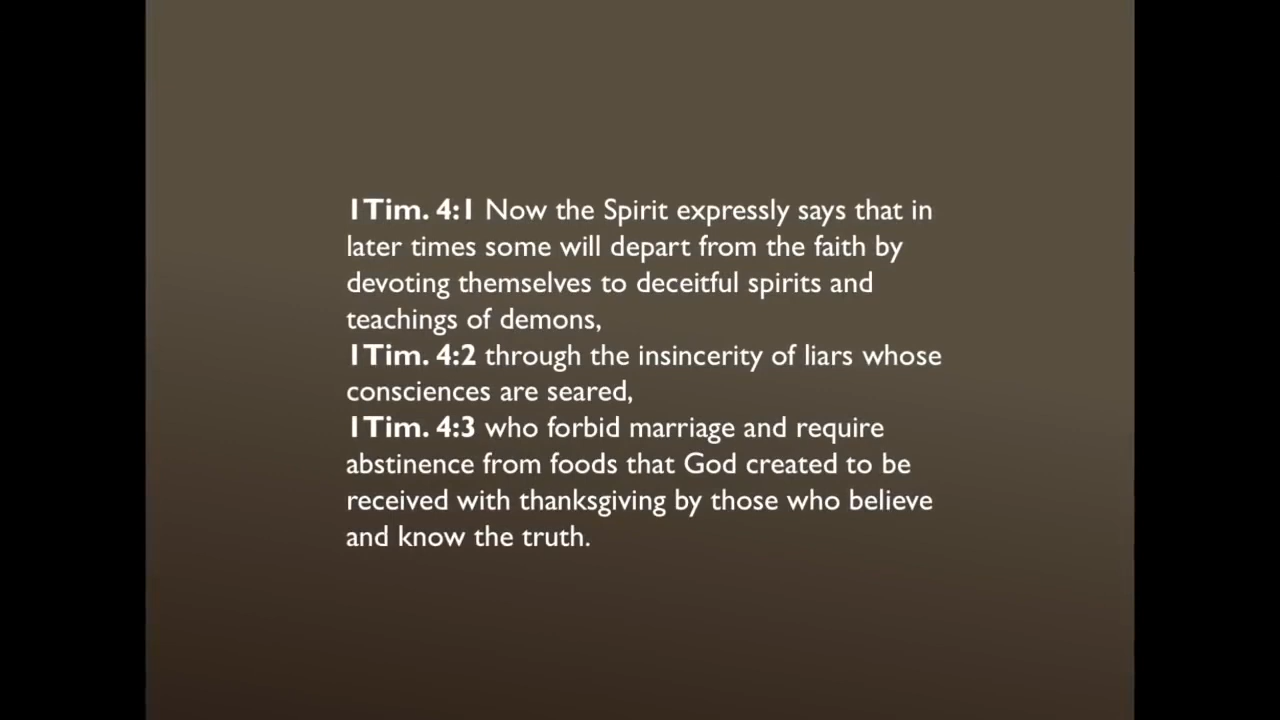 1Tim. 4:1 Now the Spirit expressly says that in
later times some will depart from the faith by
devoting themselves to deceitful spirits and
teachings of demons,
1Tim. 4:2 through the insincerity of liars whose
consciences are seared,
1Tim. 4:3 who forbid marriage and require
abstinence from foods that God created to be
received with thanksgiving by those who believe
and know the truth.